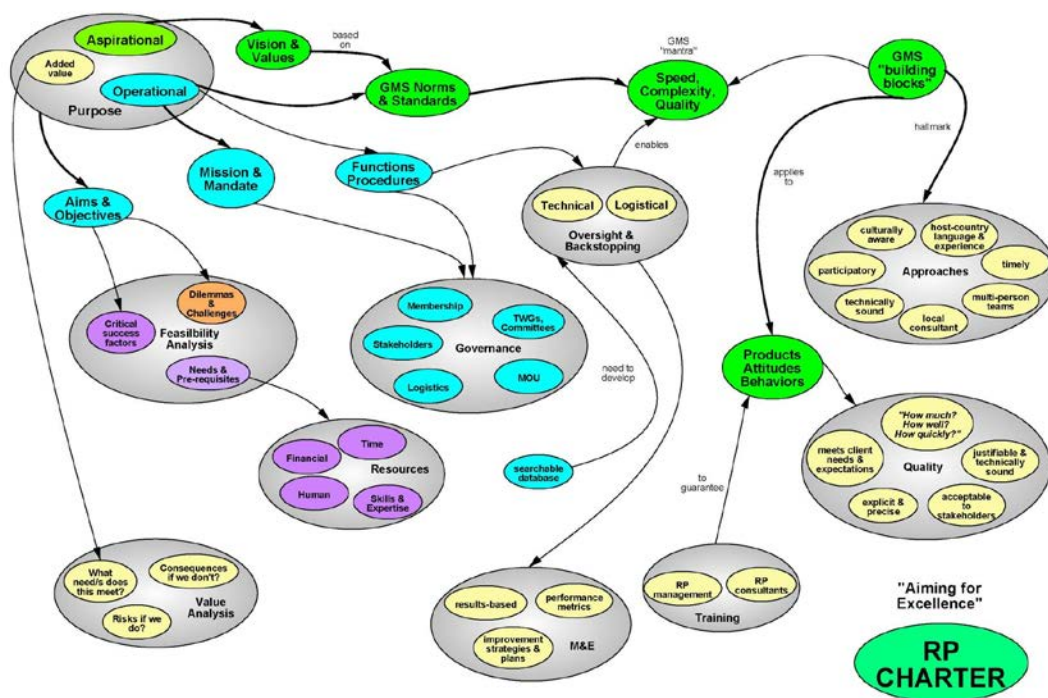 Aspirational
Added
value
Operational
Purpose
Vision &
Values
based
on
GMS Norms
& Standards
GMS
"mantra"
Speed,
Complexity,
Quality
GMS
"building
blocks"
hallmark
enables
applies
to
Mission &
Mandate
Functions
Procedures
Aims &
Objectives
Technical
Logistical
Oversight &
Backstopping
culturally
aware
host-country
language &
experience
participatory
Approaches
timely
technically
sound
local
consultant
multi-person
teams
Dilemmas
&
Challenges
Critical
success
factors
Feasilbility
Analysis
Needs &
Pre-requisites
Membership
TWGs,
Committees
Stakeholders
Governance
Logistics
MOU
need to
develop
Products
Attitudes
Behaviors
Financial
Time
Resources
Human
Skills &
Expertise
searchable
database
to
guarantee
"How much?
How well?
How quickly?"
meets client
needs &
expectations
Quality
justifiable &
technically
sound
explicit &
precise
acceptable
to
stakeholders
What
need/s does
this meet?
Consequences
if we don't?
Value
Analysis
Risks if
we do?
results-based
performance
metrics
improvement
strategies &
plans
M&E
RP
management
RP
consultants
Training
"Aiming for
Excellence"
RP
CHARTER